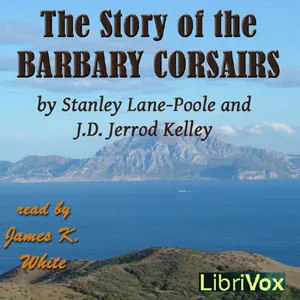 The Story of the
BARBARY CORSAIRS
by Stanley Lane-Poole and
J.D. Jerrod Kelley
read by
James K.
White
LibriVox